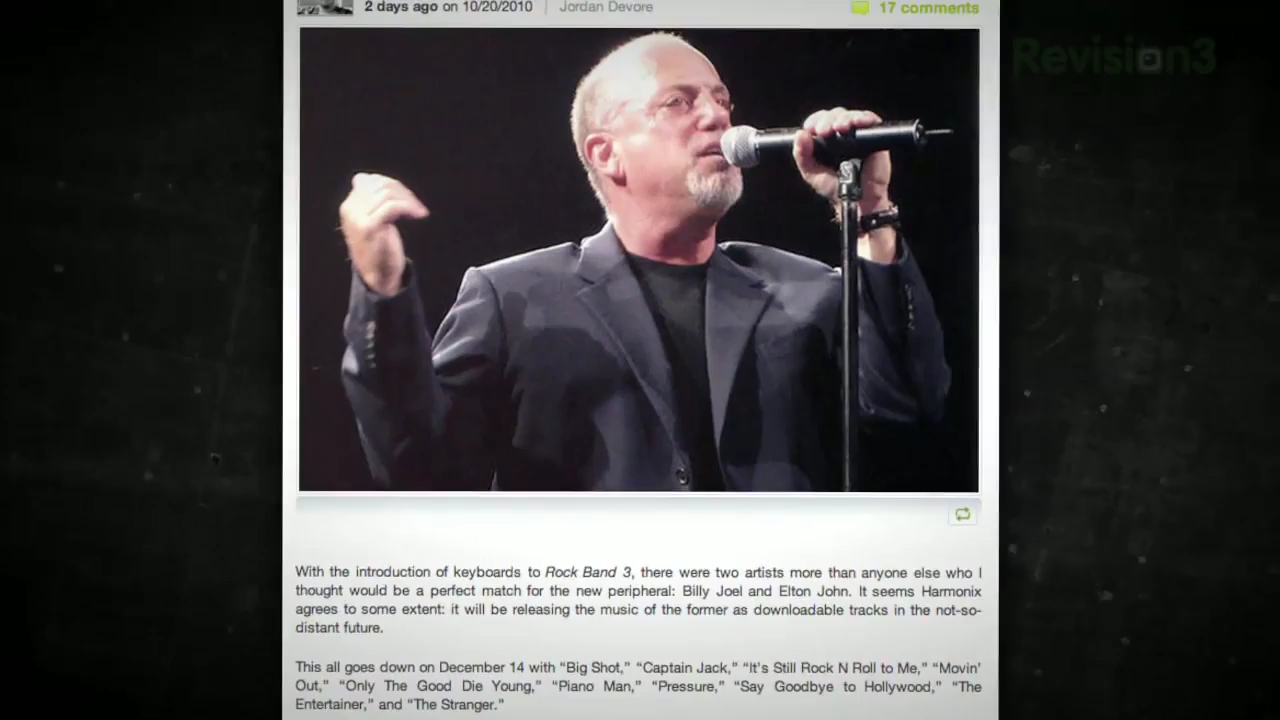 2 days ago on 10/20/2010 | Jordan Devore 17 comments
Revision3
With the introduction of keyboards to Rock Band 3, there were two artists more than anyone else who I
thought would be a perfect match for the new peripheral: Billy Joel and Elton John. It seems Harmonix
agrees to some extent: it will be releasing the music of the former as downloadable tracks in the not-so-
distant future.
This all goes down on December 14 with “Big Shot,” “Captain Jack,” “It's Still Rock N Roll to Me,” “Movin'
Out,” “Only The Good Die Young,” “Piano Man,” “Pressure,” “Say Goodbye to Hollywood,” “The
Entertainer,” and “The Stranger.”